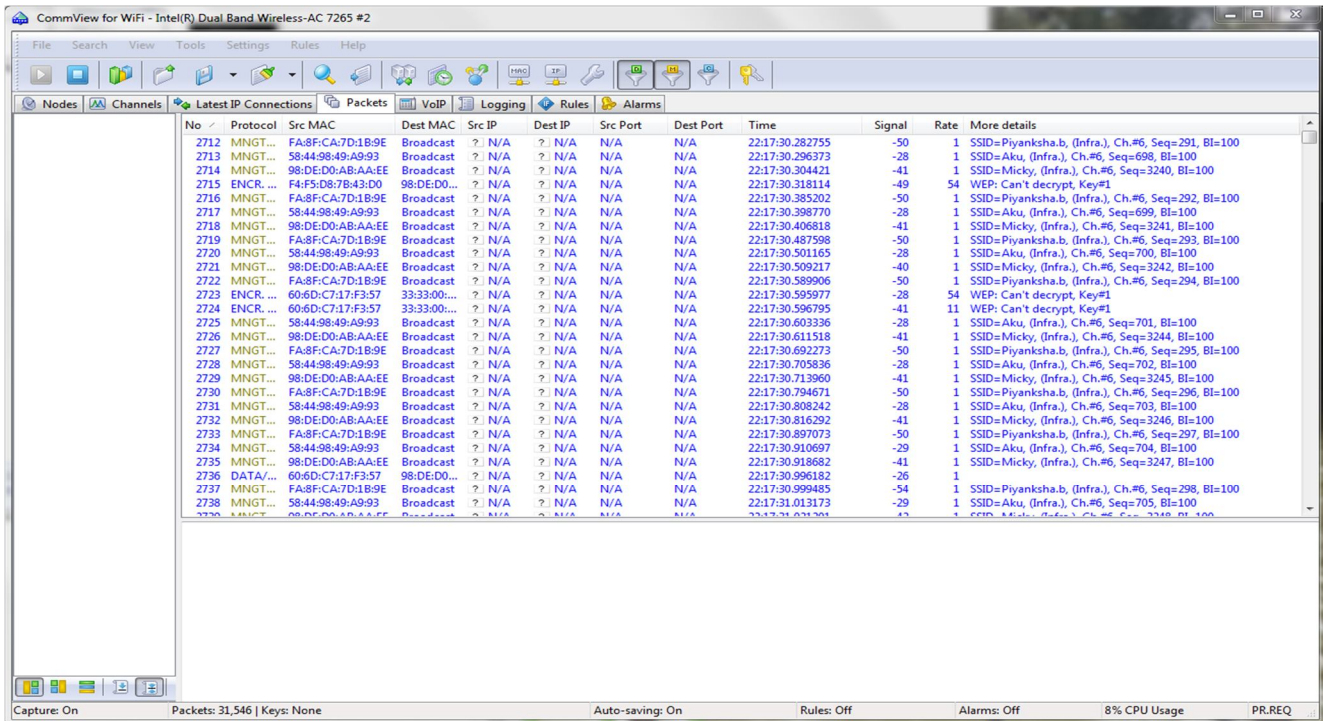 CommView for WiFi - Intel(R) Dual Band Wireless-AC 7265 #2
File Search View Tools Settings Rules Help
MAC IP D M C
Nodes Channels Latest IP Connections Packets VoIP Logging IP Rules Alarms
No Protocol Src MAC Dest MAC Src IP Dest IP Src Port Dest Port Time Signal Rate More details
2712 MNGT... FA:8F:CA:7D:1B:9E Broadcast ? N/A ? N/A N/A N/A 22:17:30.282755 -50 1 SSID=Piyanksha.b, (Infra.), Ch.#6, Seq=291, BI=100
2713 MNGT... 58:44:98:49:A9:93 Broadcast ? N/A ? N/A N/A N/A 22:17:30.296373 -28 1 SSID=Aku, (Infra.), Ch.#6, Seq=698, BI=100
2714 MNGT... 98:DE:D0:AB:AA:EE Broadcast ? N/A ? N/A N/A N/A 22:17:30.304421 -41 1 SSID=Micky, (Infra.), Ch.#6, Seq=3240, BI=100
2715 ENCR. ... F4:F5:D8:7B:43:D0 98:DE:D0... ? N/A ? N/A N/A N/A 22:17:30.318114 -49 54 WEP: Can't decrypt, Key#1
2716 MNGT... FA:8F:CA:7D:1B:9E Broadcast ? N/A ? N/A N/A N/A 22:17:30.385202 -50 1 SSID=Piyanksha.b, (Infra.), Ch.#6, Seq=292, BI=100
2717 MNGT... 58:44:98:49:A9:93 Broadcast ? N/A ? N/A N/A N/A 22:17:30.398770 -28 1 SSID=Aku, (Infra.), Ch.#6, Seq=699, BI=100
2718 MNGT... 98:DE:D0:AB:AA:EE Broadcast ? N/A ? N/A N/A N/A 22:17:30.406818 -41 1 SSID=Micky, (Infra.), Ch.#6, Seq=3241, BI=100
2719 MNGT... FA:8F:CA:7D:1B:9E Broadcast ? N/A ? N/A N/A N/A 22:17:30.487598 -50 1 SSID=Piyanksha.b, (Infra.), Ch.#6, Seq=293, BI=100
2720 MNGT... 58:44:98:49:A9:93 Broadcast ? N/A ? N/A N/A N/A 22:17:30.501165 -28 1 SSID=Aku, (Infra.), Ch.#6, Seq=700, BI=100
2721 MNGT... 98:DE:D0:AB:AA:EE Broadcast ? N/A ? N/A N/A N/A 22:17:30.509217 -40 1 SSID=Micky, (Infra.), Ch.#6, Seq=3242, BI=100
2722 MNGT... FA:8F:CA:7D:1B:9E Broadcast ? N/A ? N/A N/A N/A 22:17:30.589906 -50 1 SSID=Piyanksha.b, (Infra.), Ch.#6, Seq=294, BI=100
2723 ENCR. ... 60:6D:C7:17:F3:57 33:33:00:... ? N/A ? N/A N/A N/A 22:17:30.595977 -28 54 WEP: Can't decrypt, Key#1
2724 ENCR. ... 60:6D:C7:17:F3:57 33:33:00:... ? N/A ? N/A N/A N/A 22:17:30.596795 -41 11 WEP: Can't decrypt, Key#1
2725 MNGT... 58:44:98:49:A9:93 Broadcast ? N/A ? N/A N/A N/A 22:17:30.603336 -28 1 SSID=Aku, (Infra.), Ch.#6, Seq=701, BI=100
2726 MNGT... 98:DE:D0:AB:AA:EE Broadcast ? N/A ? N/A N/A N/A 22:17:30.611518 -41 1 SSID=Micky, (Infra.), Ch.#6, Seq=3244, BI=100
2727 MNGT... FA:8F:CA:7D:1B:9E Broadcast ? N/A ? N/A N/A N/A 22:17:30.692273 -50 1 SSID=Piyanksha.b, (Infra.), Ch.#6, Seq=295, BI=100
2728 MNGT... 58:44:98:49:A9:93 Broadcast ? N/A ? N/A N/A N/A 22:17:30.705836 -28 1 SSID=Aku, (Infra.), Ch.#6, Seq=702, BI=100
2729 MNGT... 98:DE:D0:AB:AA:EE Broadcast ? N/A ? N/A N/A N/A 22:17:30.713960 -41 1 SSID=Micky, (Infra.), Ch.#6, Seq=3245, BI=100
2730 MNGT... FA:8F:CA:7D:1B:9E Broadcast ? N/A ? N/A N/A N/A 22:17:30.794671 -50 1 SSID=Piyanksha.b, (Infra.), Ch.#6, Seq=296, BI=100
2731 MNGT... 58:44:98:49:A9:93 Broadcast ? N/A ? N/A N/A N/A 22:17:30.808242 -28 1 SSID=Aku, (Infra.), Ch.#6, Seq=703, BI=100
2732 MNGT... 98:DE:D0:AB:AA:EE Broadcast ? N/A ? N/A N/A N/A 22:17:30.816292 -41 1 SSID=Micky, (Infra.), Ch.#6, Seq=3246, BI=100
2733 MNGT... FA:8F:CA:7D:1B:9E Broadcast ? N/A ? N/A N/A N/A 22:17:30.897073 -50 1 SSID=Piyanksha.b, (Infra.), Ch.#6, Seq=297, BI=100
2734 MNGT... 58:44:98:49:A9:93 Broadcast ? N/A ? N/A N/A N/A 22:17:30.910697 -29 1 SSID=Aku, (Infra.), Ch.#6, Seq=704, BI=100
2735 MNGT... 98:DE:D0:AB:AA:EE Broadcast ? N/A ? N/A N/A N/A 22:17:30.918682 -41 1 SSID=Micky, (Infra.), Ch.#6, Seq=3247, BI=100
2736 DATA/... 60:6D:C7:17:F3:57 98:DE:D0... ? N/A ? N/A N/A N/A 22:17:30.996182 -26 1
2737 MNGT... FA:8F:CA:7D:1B:9E Broadcast ? N/A ? N/A N/A N/A 22:17:30.999485 -54 1 SSID=Piyanksha.b, (Infra.), Ch.#6, Seq=298, BI=100
2738 MNGT... 58:44:98:49:A9:93 Broadcast ? N/A ? N/A N/A N/A 22:17:31.013173 -29 1 SSID=Aku, (Infra.), Ch.#6, Seq=705, BI=100
Capture: On Packets: 31,546 | Keys: None Auto-saving: On Rules: Off Alarms: Off 8% CPU Usage PR.REQ